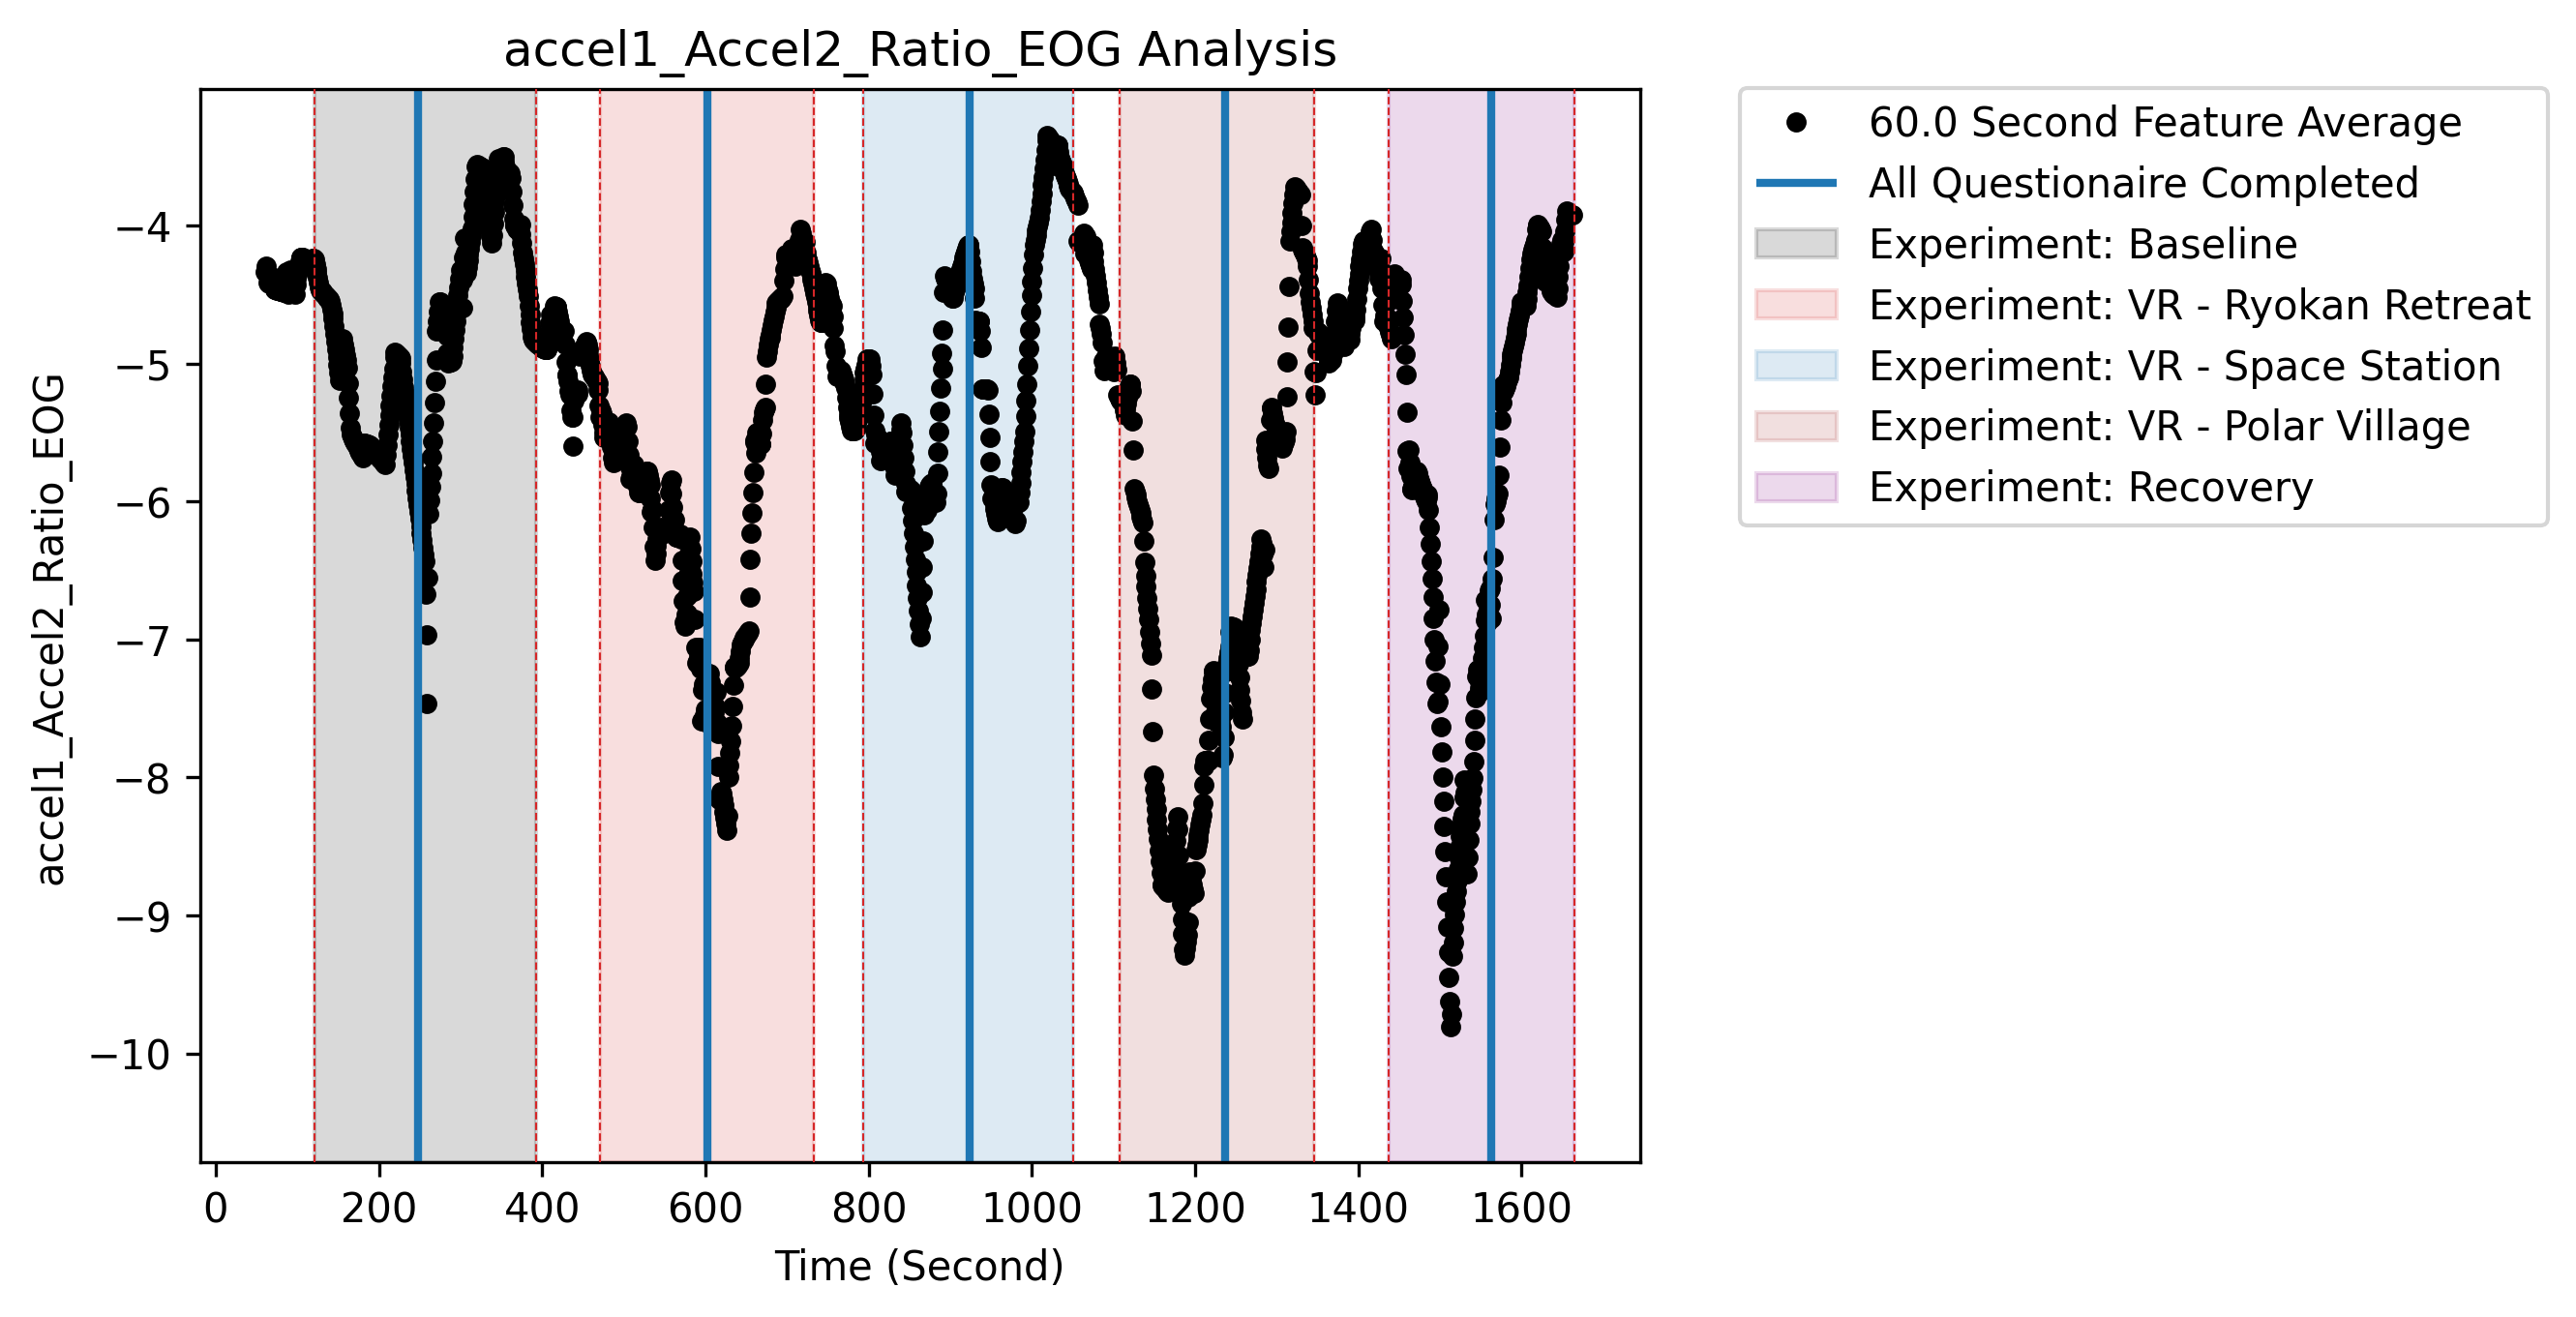 accel1_Accel2_Ratio_EOG Analysis
accel1_Accel2_Ratio_EOG
−4
−5
−6
−7
−8
−9
−10
0 200 400 600 800 1000 1200 1400 1600
Time (Second)
60.0 Second Feature Average
All Questionaire Completed
Experiment: Baseline
Experiment: VR - Ryokan Retreat
Experiment: VR - Space Station
Experiment: VR - Polar Village
Experiment: Recovery